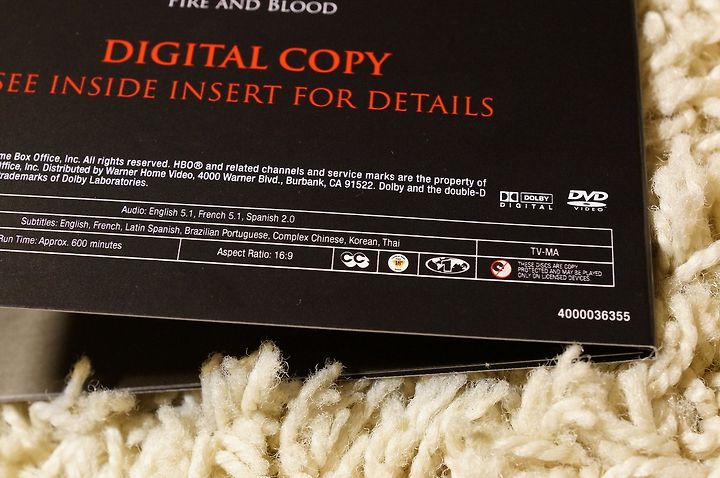 FIRE AND BLOOD
DIGITAL COPY
SEE INSIDE INSERT FOR DETAILS
me Box Office, Inc. All rights reserved. HBO® and related channels and service marks are the property of
Office, Inc. Distributed by Warner Home Video, 4000 Warner Blvd., Burbank, CA 91522. Dolby and the double-D
trademarks of Dolby Laboratories.
DOLBY
DIGITAL
DVD
VIDEO
Audio: English 5.1, French 5.1, Spanish 2.0
Subtitles: English, French, Latin Spanish, Brazilian Portuguese, Complex Chinese, Korean, Thai
TV-MA
Run Time: Approx. 600 minutes
Aspect Ratio: 16:9
CC
1
THESE DISCS ARE COPY
PROTECTED AND MAY BE PLAYED
ONLY ON LICENSED DEVICES
4000036355